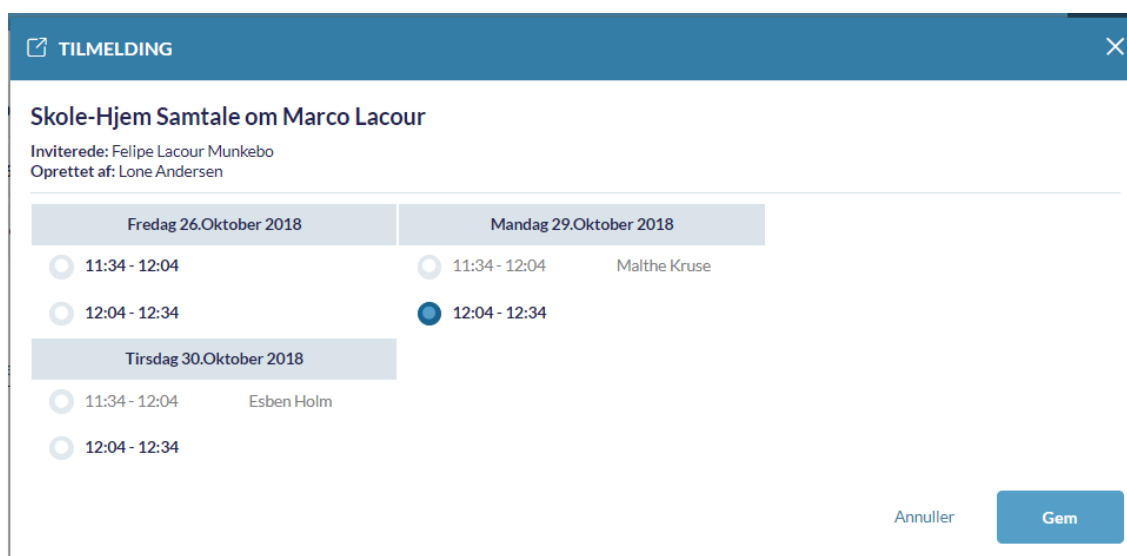 TILMELDING
Skole-Hjem Samtale om Marco Lacour
Inviterede: Felipe Lacour Munkebo
Oprettet af: Lone Andersen
Fredag 26.Oktober 2018
11:34 - 12:04
12:04 - 12:34
Mandag 29.Oktober 2018
11:34 - 12:04 Malthe Kruse
12:04 - 12:34
Tirsdag 30.Oktober 2018
11:34 - 12:04 Esben Holm
12:04 - 12:34
Annuller
Gem